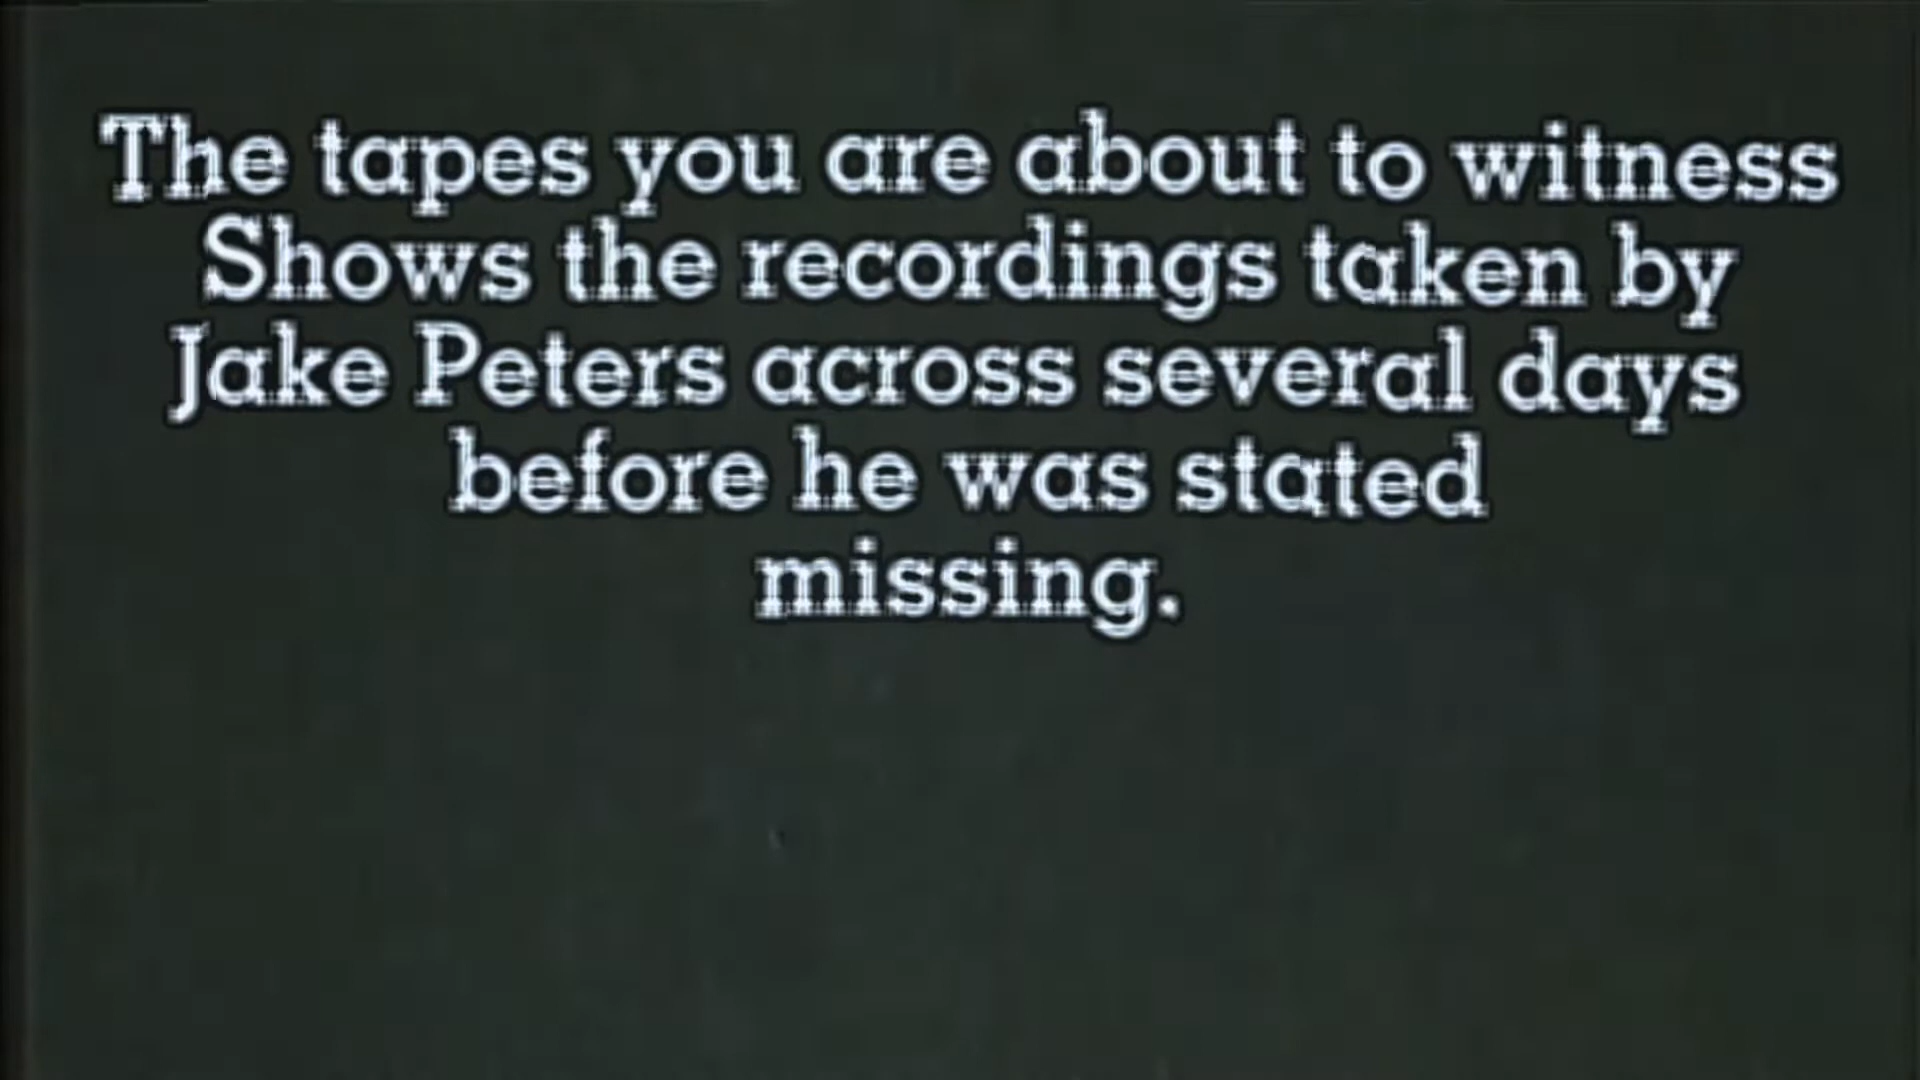 The tapes you are about to witness
Shows the recordings taken by
Jake Peters across several days
before he was stated
missing.